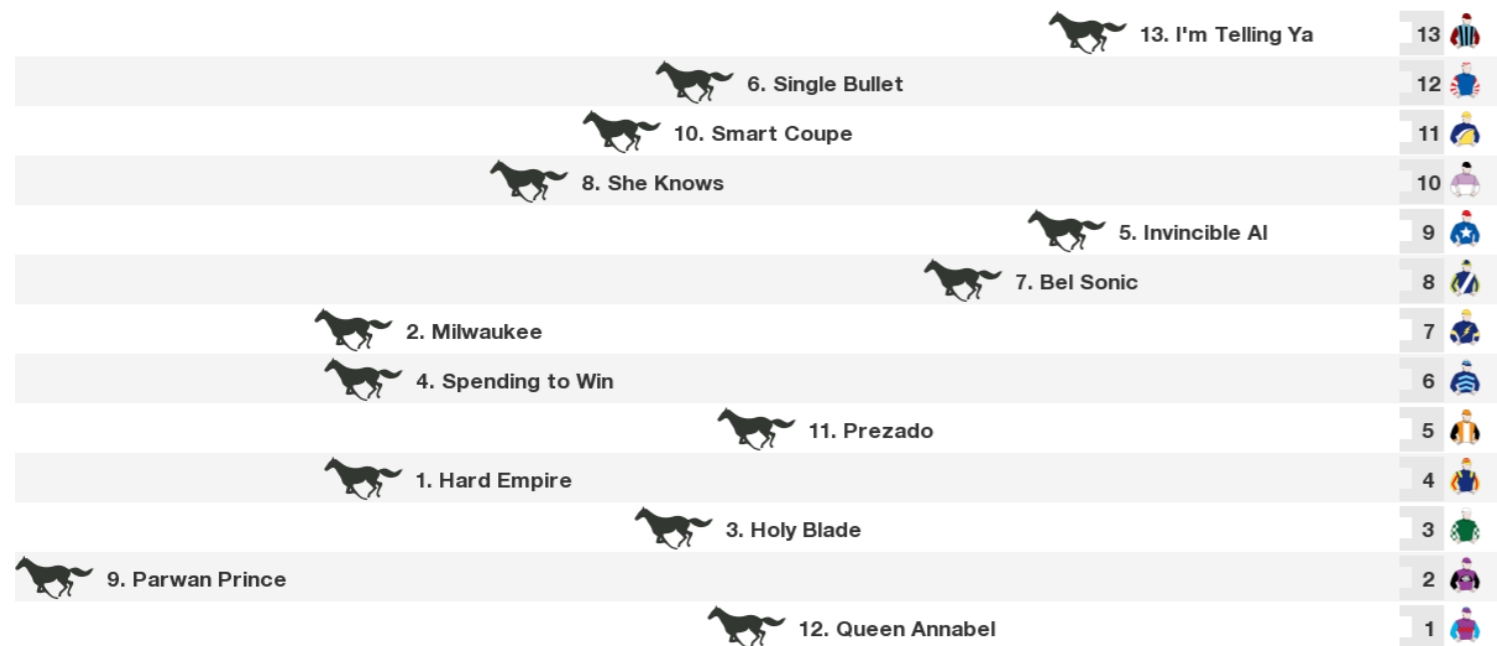 13. I'm Telling Ya 13
6. Single Bullet 12
10. Smart Coupe 11
8. She Knows 10
5. Invincible Al 9
7. Bel Sonic 8
2. Milwaukee 7
4. Spending to Win 6
11. Prezado 5
1. Hard Empire 4
3. Holy Blade 3
9. Parwan Prince 2
12. Queen Annabel 1